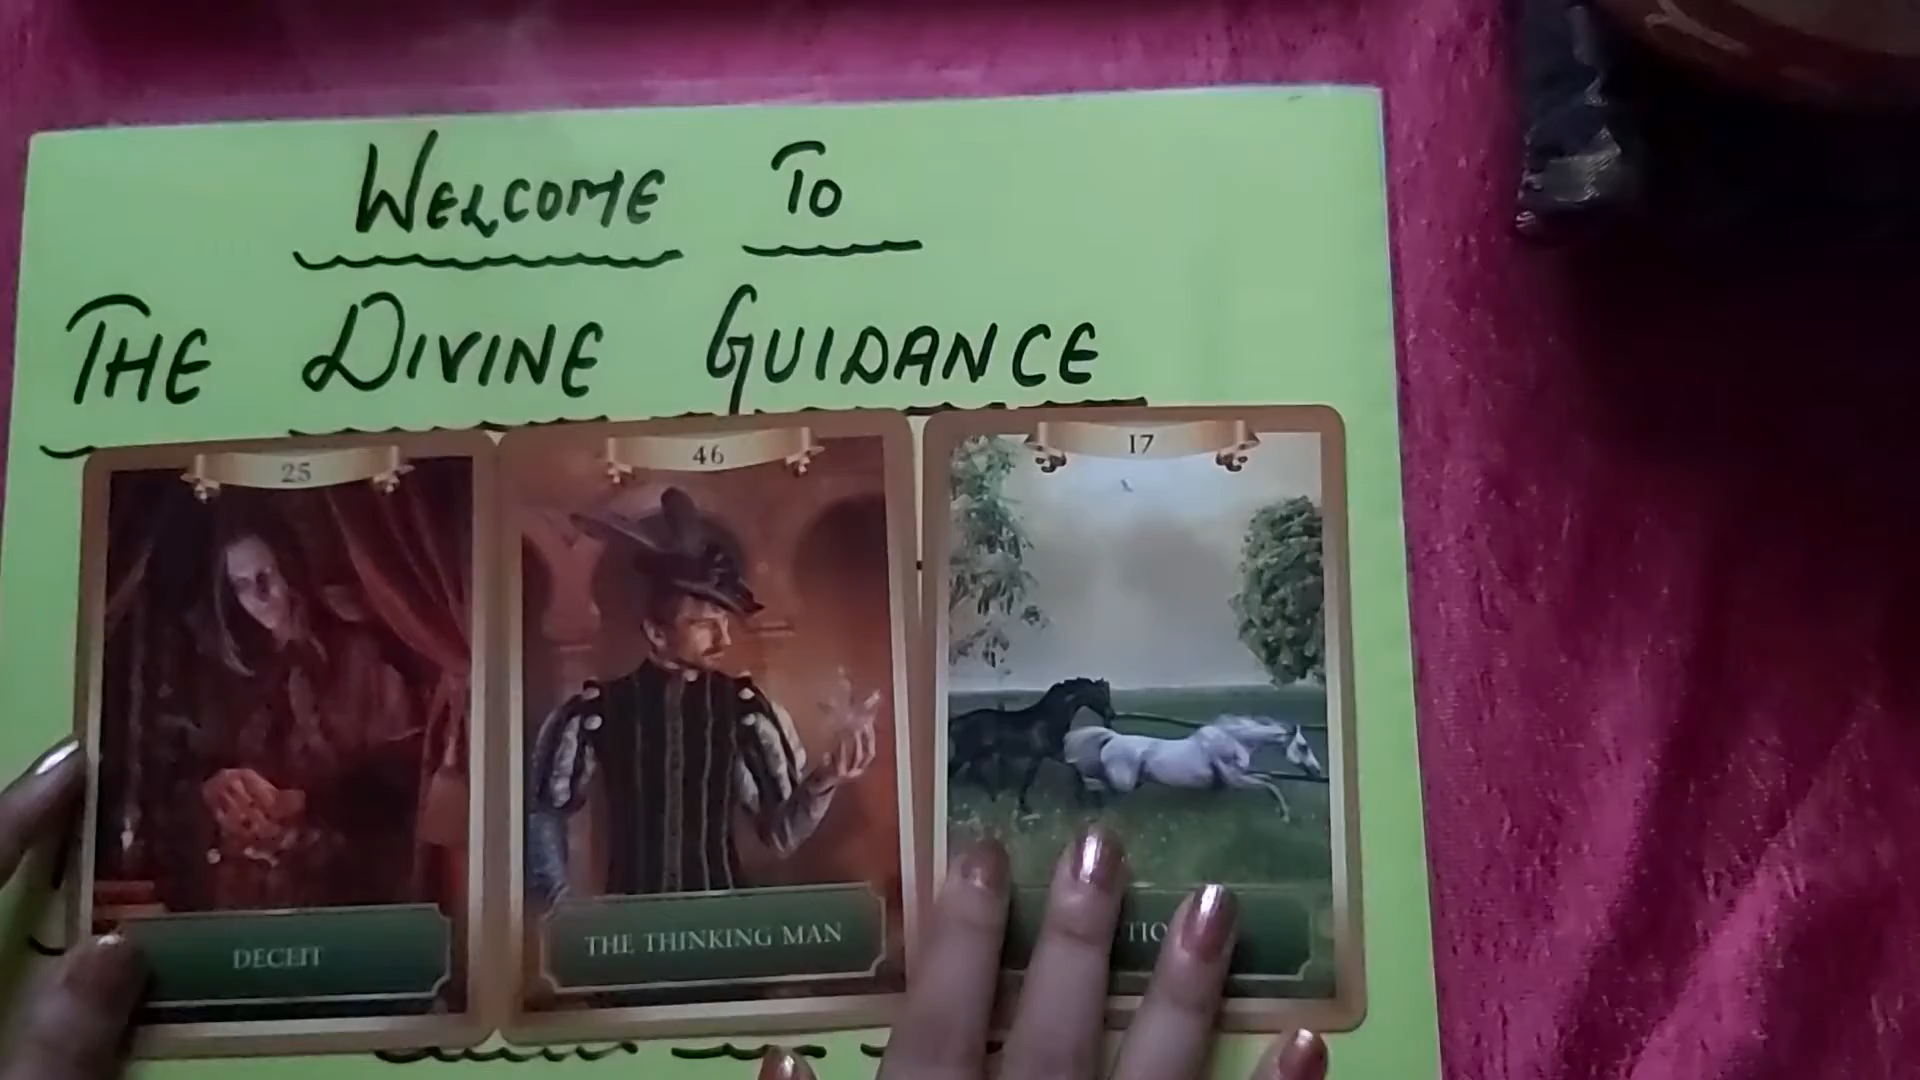 WELCOME TO
THE DIVINE GUIDANCE
25
46
17
DECEIT
THE THINKING MAN